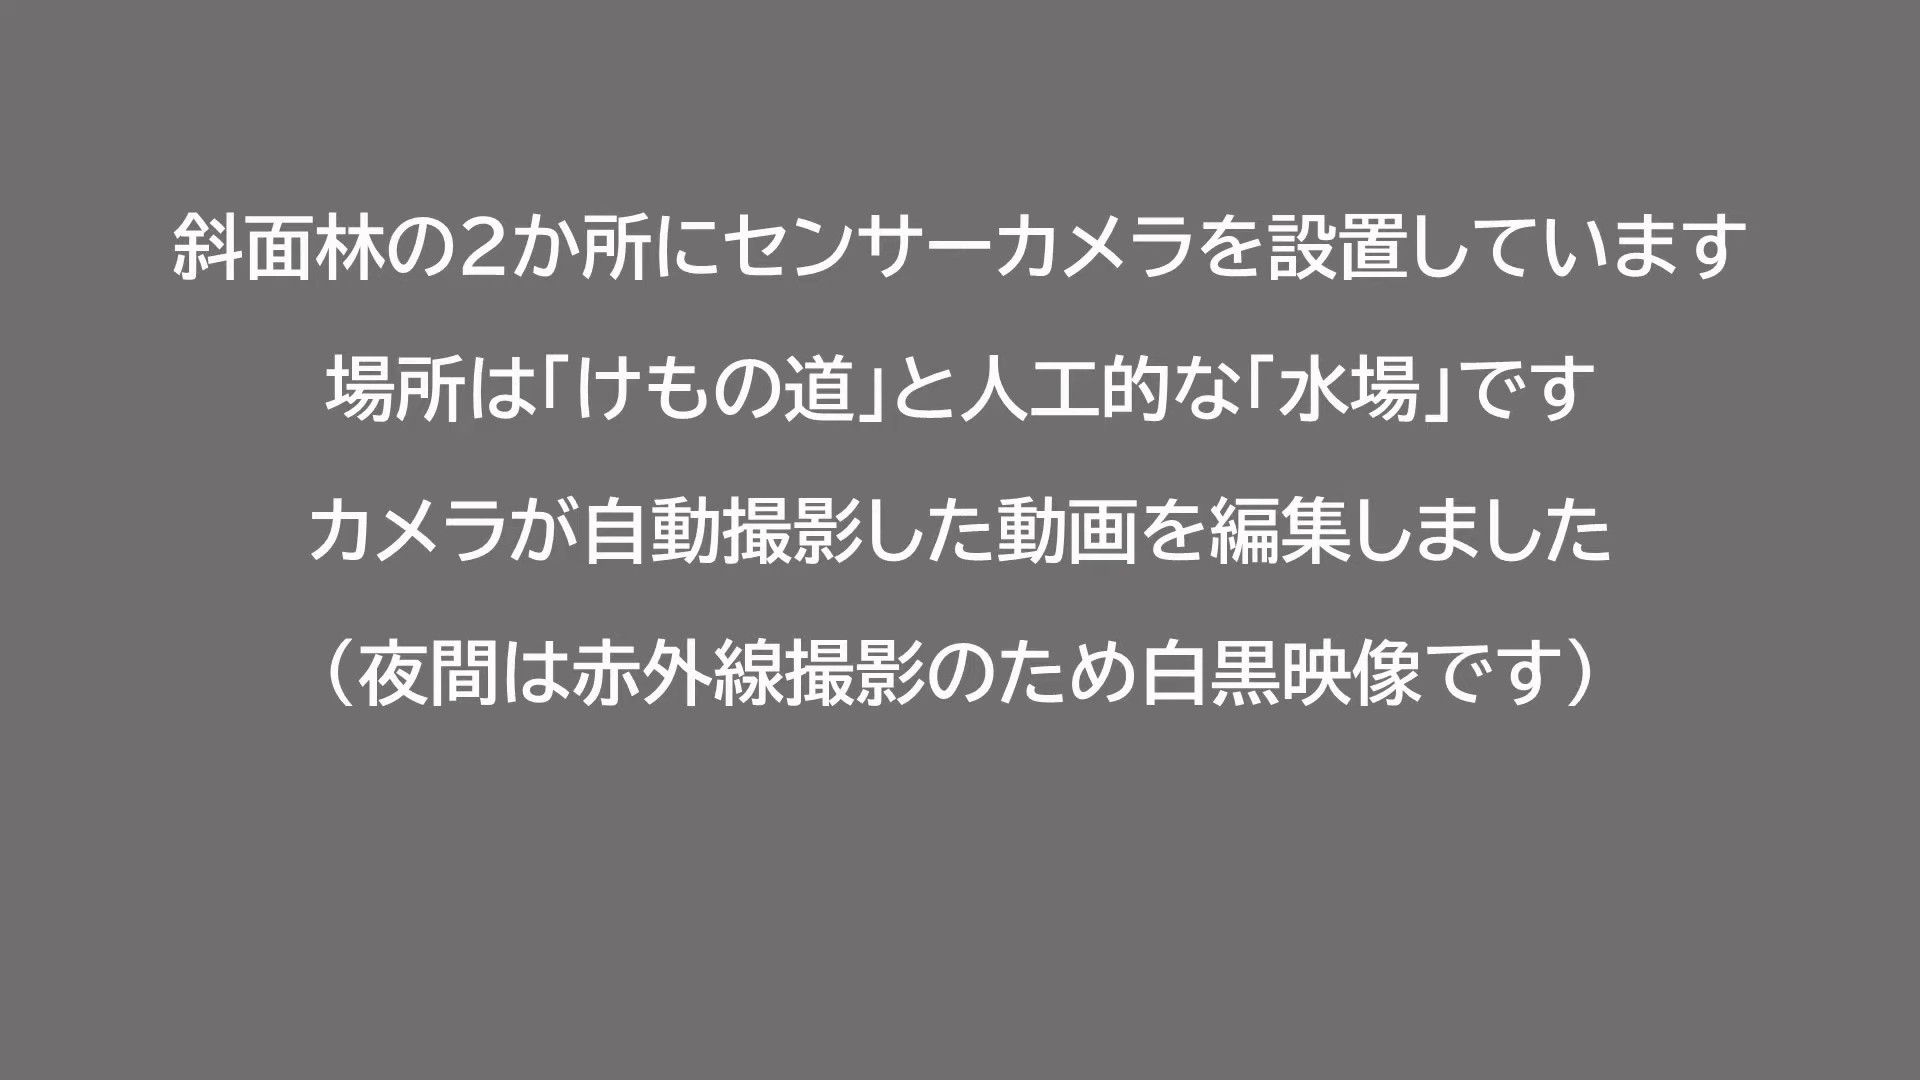 斜面林の2か所にセンサーカメラを設置しています
場所は「けもの道」と人工的な「水場」です
カメラが自動撮影した動画を編集しました
（夜間は赤外線撮影のため白黒映像です）